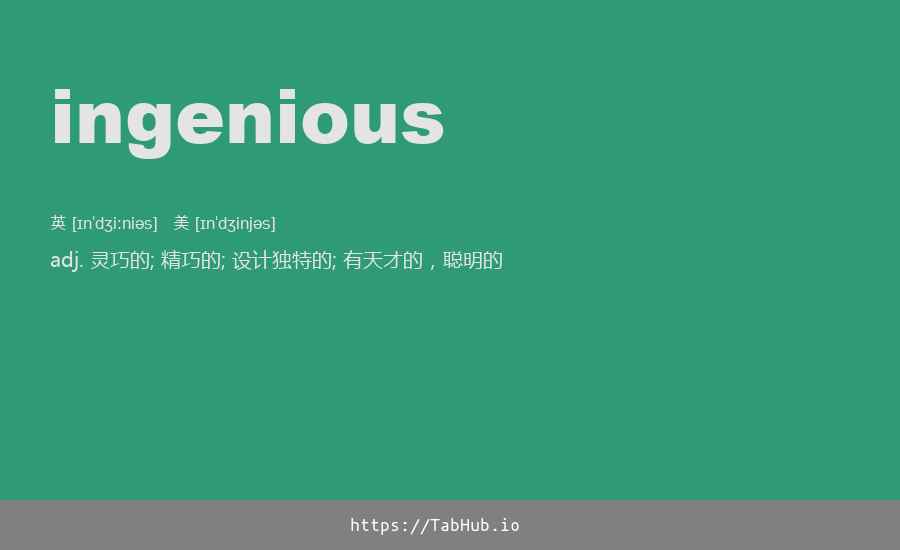 ingenious
英 [ɪn'dʒi:niəs] 美 [ɪn'dʒinjəs]
adj. 灵巧的; 精巧的; 设计独特的; 有天才的，聪明的
https://TabHub.io